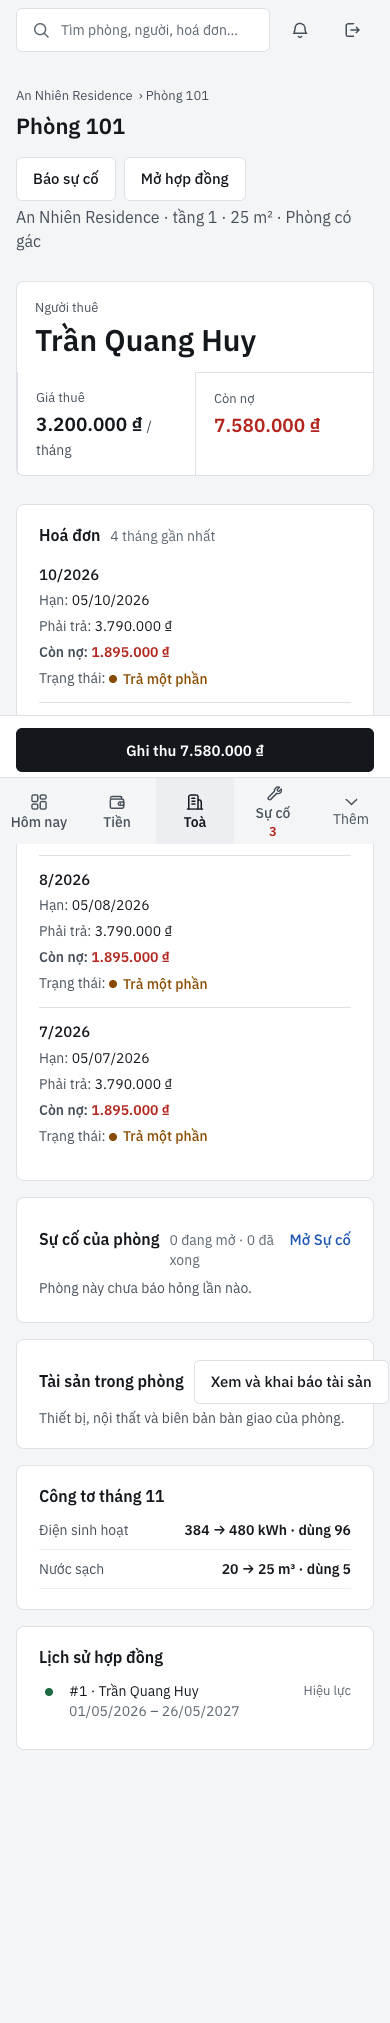 Tìm phòng, người, hoá đơn...
An Nhiên Residence › Phòng 101
Phòng 101
Báo sự cố
Mở hợp đồng
An Nhiên Residence · tầng 1 · 25 m² · Phòng có
gác
Người thuê
Trần Quang Huy
Giá thuê
3.200.000 ₫ /
tháng
Còn nợ
7.580.000 ₫
Hoá đơn 4 tháng gần nhất
10/2026
Hạn: 05/10/2026
Phải trả: 3.790.000 ₫
Còn nợ: 1.895.000 ₫
Trạng thái: Trả một phần
Ghi thu 7.580.000 ₫
Hôm nay
Tiền
Toà
Sự cố
3
Thêm
8/2026
Hạn: 05/08/2026
Phải trả: 3.790.000 ₫
Còn nợ: 1.895.000 ₫
Trạng thái: Trả một phần
7/2026
Hạn: 05/07/2026
Phải trả: 3.790.000 ₫
Còn nợ: 1.895.000 ₫
Trạng thái: Trả một phần
Sự cố của phòng 0 đang mở · 0 đã
xong
Mở Sự cố
Phòng này chưa báo hỏng lần nào.
Tài sản trong phòng
Xem và khai báo tài sản
Thiết bị, nội thất và biên bản bàn giao của phòng.
Công tơ tháng 11
Điện sinh hoạt 384 → 480 kWh · dùng 96
Nước sạch 20 → 25 m³ · dùng 5
Lịch sử hợp đồng
#1 · Trần Quang Huy Hiệu lực
01/05/2026 – 26/05/2027